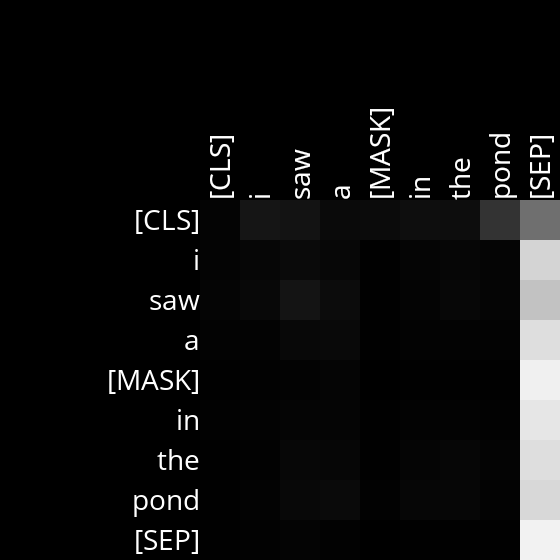 [CLS] i saw a [MASK] in the pond [SEP]
[CLS]
i
saw
a
[MASK]
in
the
pond
[SEP]